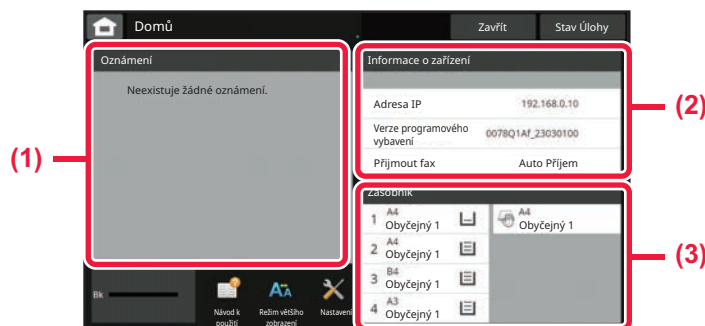 Domů
Zavřít
Stav Úlohy
Oznámení
Neexistuje žádné oznámení.
(1)
Informace o zařízení
Adresa IP
192.168.0.10
Verze programového
vybavení
0078Q1Af_23030100
Přijmout fax
Auto Příjem
(2)
Zásobník
1
A4
Obyčejný 1
A4
Obyčejný 1
2
A4
Obyčejný 1
3
B4
Obyčejný 1
4
A3
Obyčejný 1
(3)
Bk
Návod k
použití
Režim většího
zobrazení
Nastavení